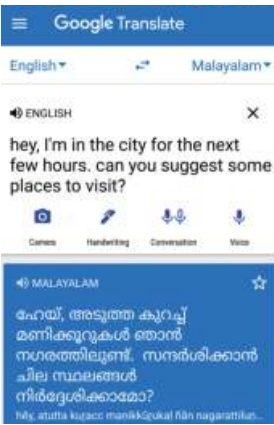 Google Translate
English Malayalam
ENGLISH
hey, I'm in the city for the next
few hours. can you suggest some
places to visit?
Camera Handwriting Conversation Voice
MALAYALAM
ഹേയ്, അടുത്ത കുറച്ച്
മണിക്കൂറുകൾ ഞാൻ
നഗരത്തിലുണ്ട്. സന്ദർശിക്കാൻ
ചില സ്ഥലങ്ങൾ
നിർദ്ദേശിക്കാമോ?
hēy, atutta kuṟacc maṇikkūṟukaḷ ñān nagarattiluṇ...